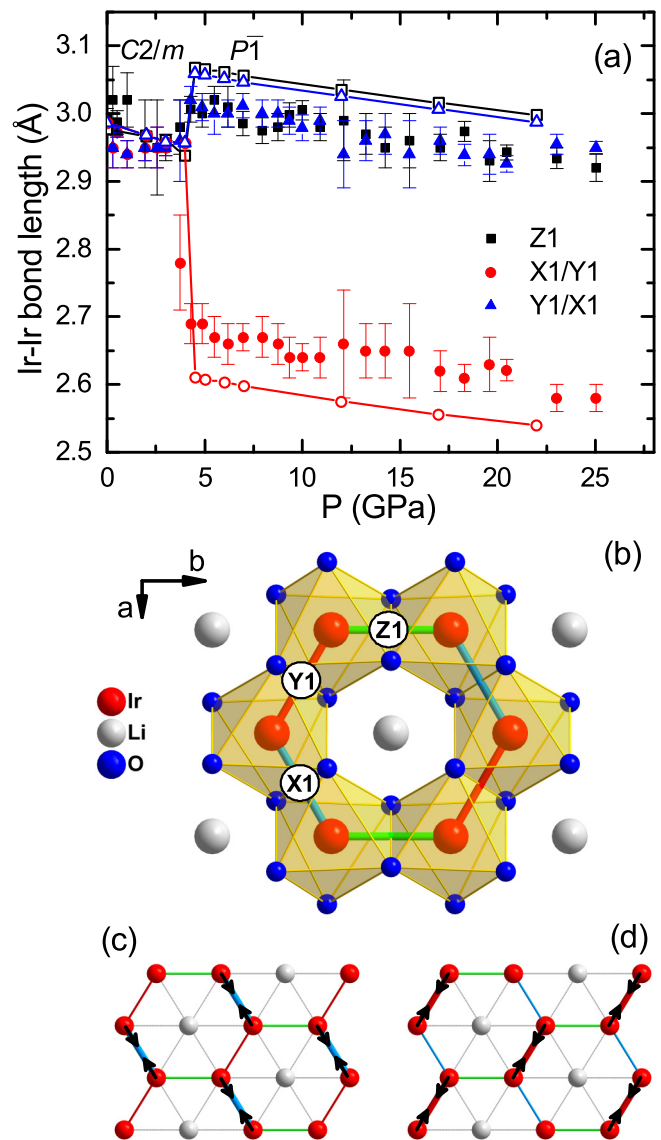 3.1
3.0
2.9
2.8
2.7
2.6
2.5
Ir-Ir bond length (Å)
C2/m
P1̅
(a)
Z1
X1/Y1
Y1/X1
0
5
10
15
20
25
P (GPa)
(b)
b
a
Z1
Y1
X1
Ir
Li
O
(c)
(d)